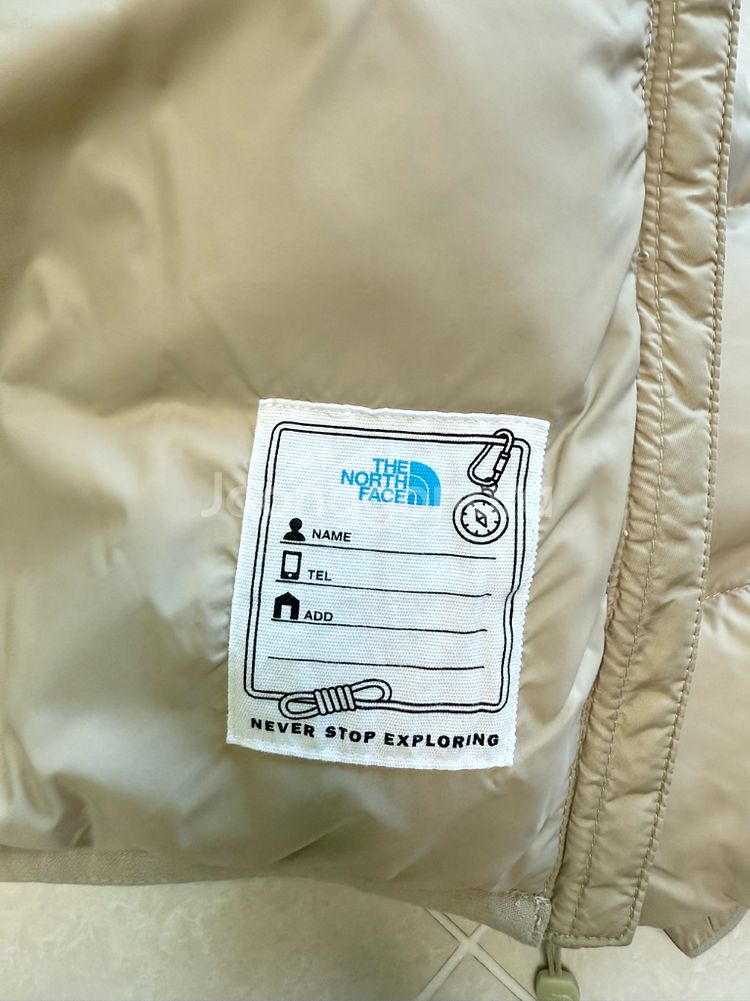 THE
NORTH
FACE
NAME
TEL
ADD
NEVER STOP EXPLORING